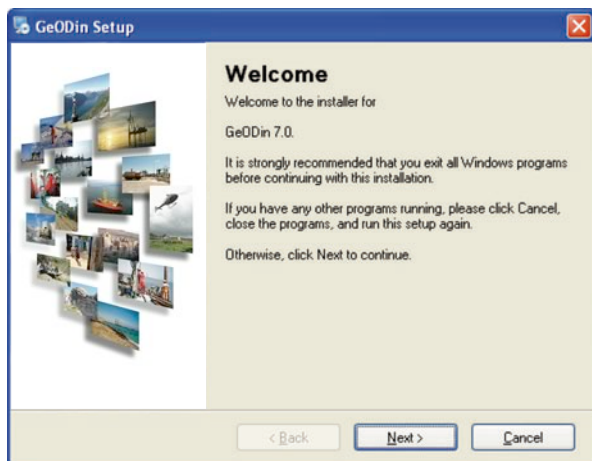 GeODin Setup
Welcome
Welcome to the installer for
GeODin 7.0.
It is strongly recommended that you exit all Windows programs
before continuing with this installation.
If you have any other programs running, please click Cancel,
close the programs, and run this setup again.
Otherwise, click Next to continue.
< Back
Next >
Cancel